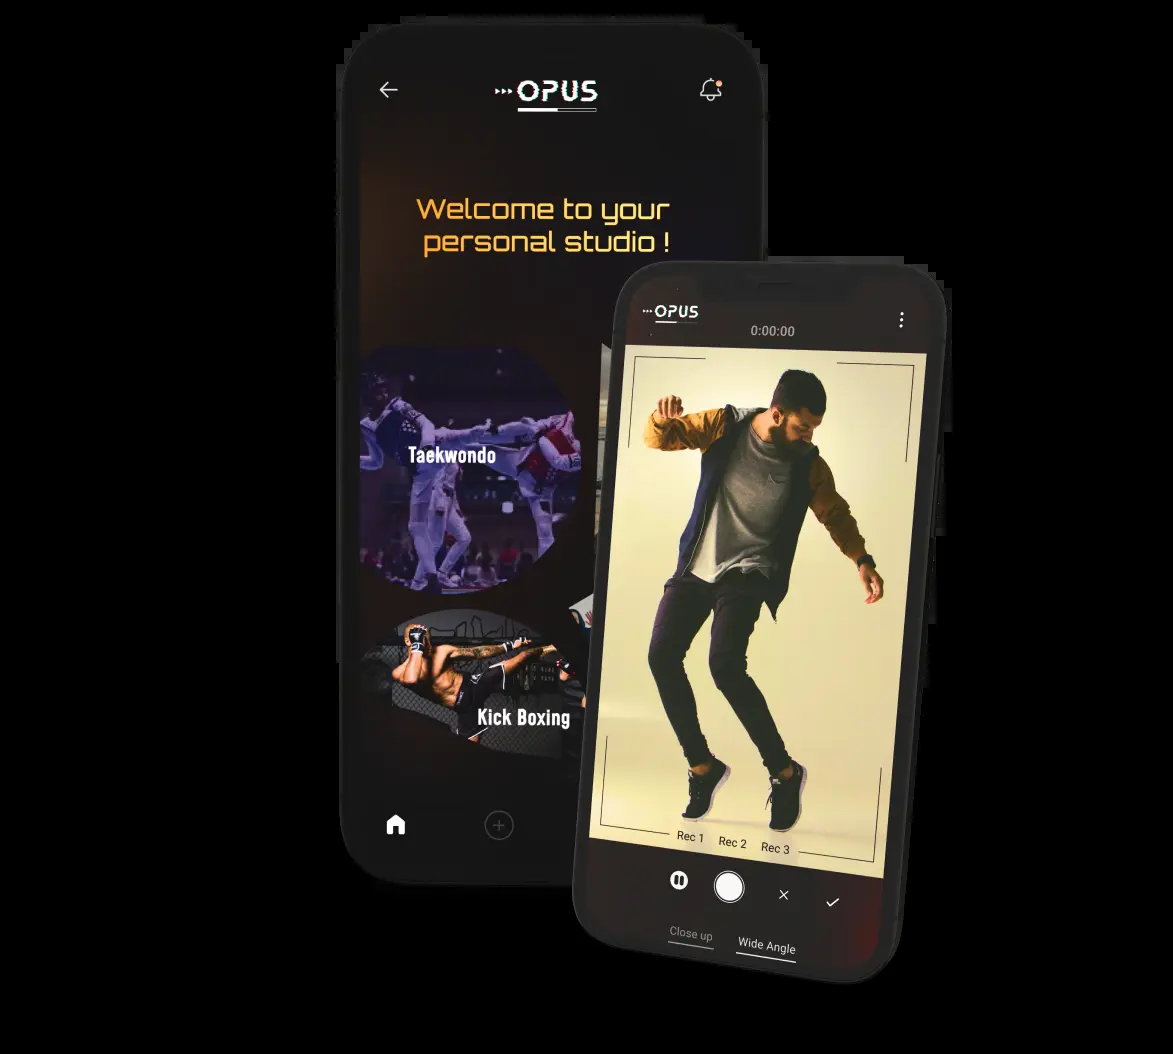 OPUS
Welcome to your
personal studio !
Taekwondo
Kick Boxing
OPUS
0:00:00
Rec 1 Rec 2 Rec 3
Close up Wide Angle